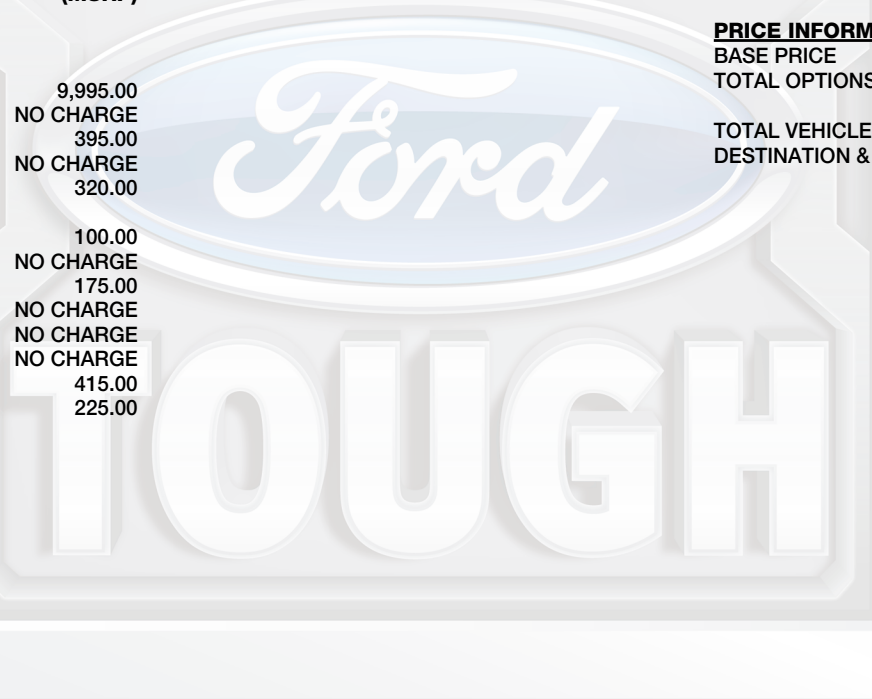 (MSRP)
9,995.00
NO CHARGE
395.00
NO CHARGE
320.00
100.00
NO CHARGE
175.00
NO CHARGE
NO CHARGE
NO CHARGE
415.00
225.00
PRICE INFORM
BASE PRICE
TOTAL OPTIONS
TOTAL VEHICLE
DESTINATION &
Ford
TOUGH